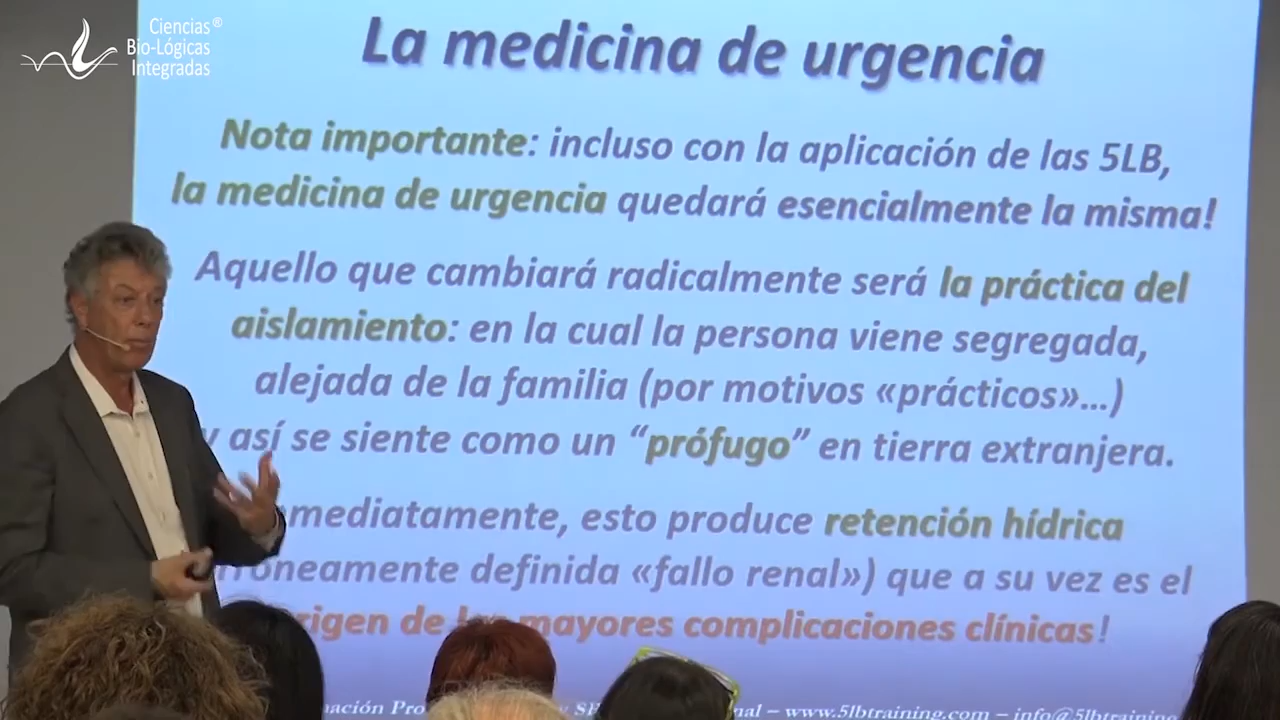 Ciencias®
Bio-Lógicas
Integradas
La medicina de urgencia
Nota importante: incluso con la aplicación de las 5LB,
la medicina de urgencia quedará esencialmente la misma!
Aquello que cambiará radicalmente será la práctica del
aislamiento: en la cual la persona viene segregada,
alejada de la familia (por motivos «prácticos»...)
y así se siente como un “prófugo” en tierra extranjera.
mediatamente, esto produce retención hídrica
róneamente definida «fallo renal») que a su vez es el
rigen de las mayores complicaciones clínicas!
– www.5lbtraining.com –